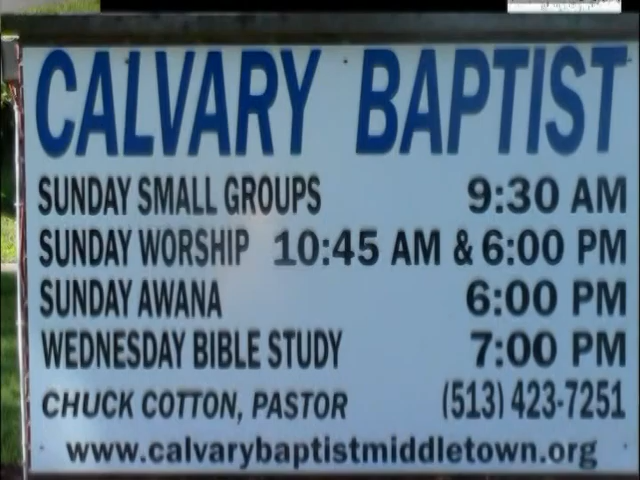 CALVARY BAPTIST
SUNDAY SMALL GROUPS 9:30 AM
SUNDAY WORSHIP 10:45 AM & 6:00 PM
SUNDAY AWANA 6:00 PM
WEDNESDAY BIBLE STUDY 7:00 PM
CHUCK COTTON, PASTOR (513) 423-7251
www.calvarybaptistmiddletown.org